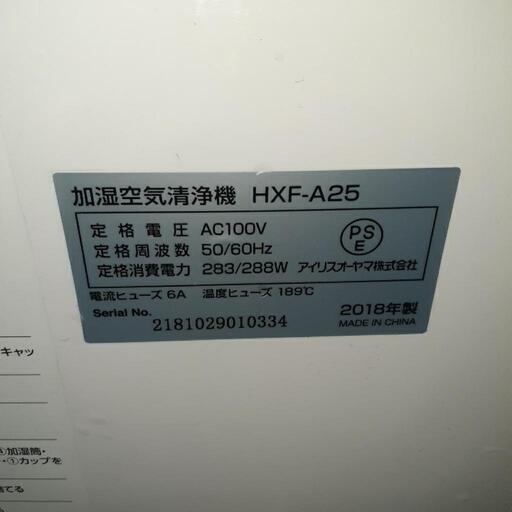 加湿空気清浄機 HXF-A25
定格電圧 AC100V
定格周波数 50/60Hz
定格消費電力 283/288W
PSE
アイリスオーヤマ株式会社
電流ヒューズ 6A 温度ヒューズ 189℃
Serial No. 2181029010334
2018年製
MADE IN CHINA
キャッ
加湿筒・
・①カップを
捨てる